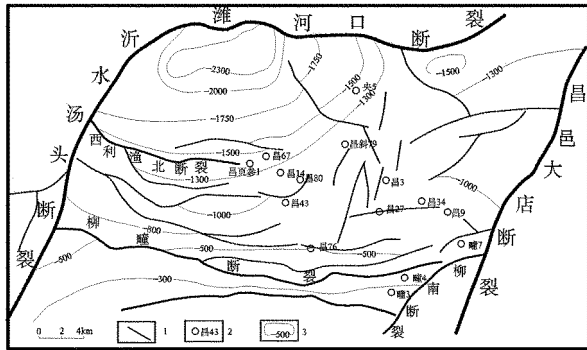 潍河口断裂
沂水汤头断裂
昌邑大店断裂
-2300
-2000
-1750
-1750
-1500
-1300
-1500
-1300
央5
西利渔北断裂
-1500
-1300
昌67
昌页参1
昌14
昌80
昌斜79
昌3
-1000
-1000
昌43
昌27
昌34
昌9
疃7
柳疃断裂
-800
-500
-500
-500
昌76
-300
疃4
疃3
柳南断裂
0 2 4km
1
昌43 2
-500 3